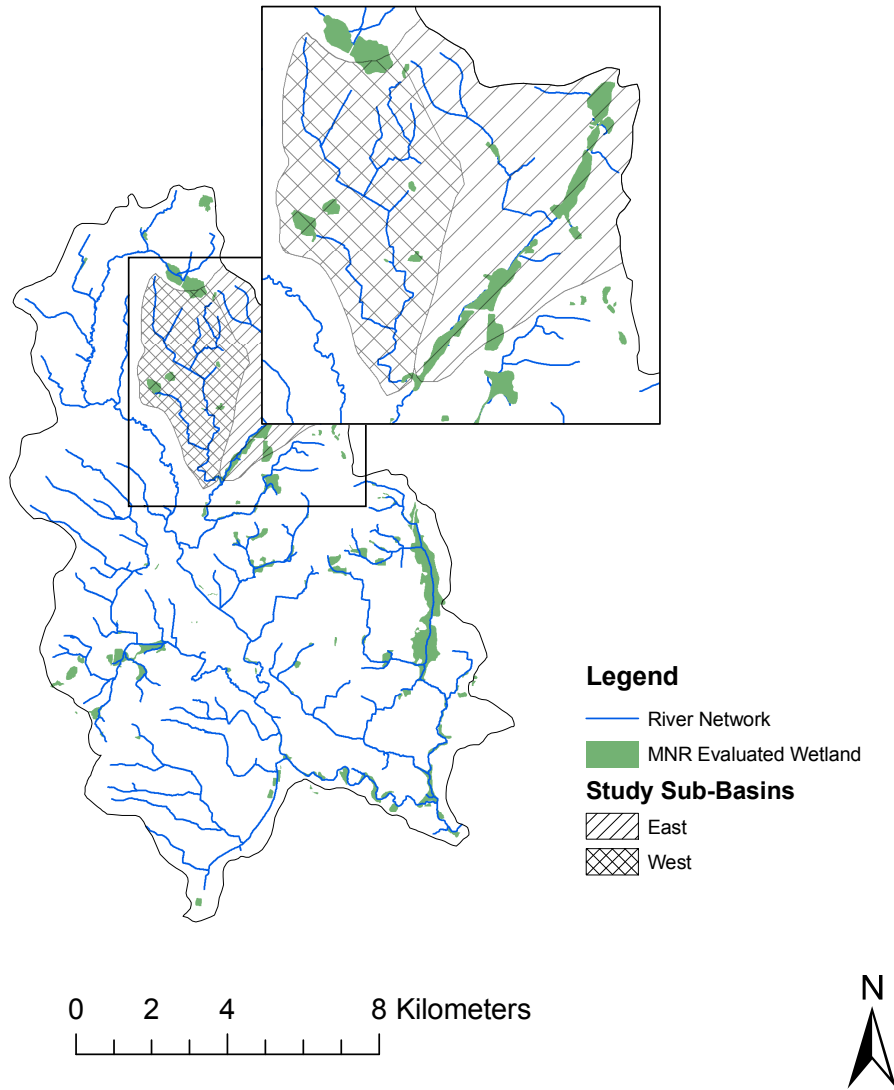 Legend
River Network
MNR Evaluated Wetland
Study Sub-Basins
East
West
0 2 4 8 Kilometers
N